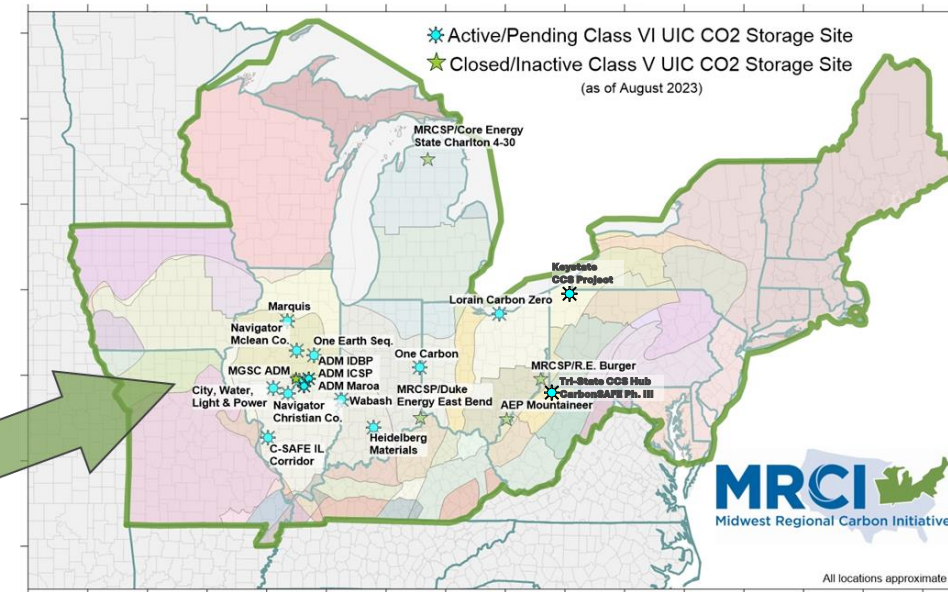 Active/Pending Class VI UIC CO2 Storage Site
Closed/Inactive Class V UIC CO2 Storage Site
(as of August 2023)
MRCSP/Core Energy
State Charlton 4-30
Keystate
CCS Project
Lorain Carbon Zero
Marquis
Navigator
Mclean Co.
One Earth Seq.
ADM IDBP
MGSC ADM
ADM ICSP
ADM Maroa
One Carbon
MRCSP/R.E. Burger
Tri-State CCS Hub
CarbonSAFE Ph. III
City, Water,
Light & Power
Navigator
Christian Co.
Wabash
MRCSP/Duke
Energy East Bend
AEP Mountaineer
Heidelberg
Materials
C-SAFE IL
Corridor
MRCI
Midwest Regional Carbon Initiative
All locations approximate